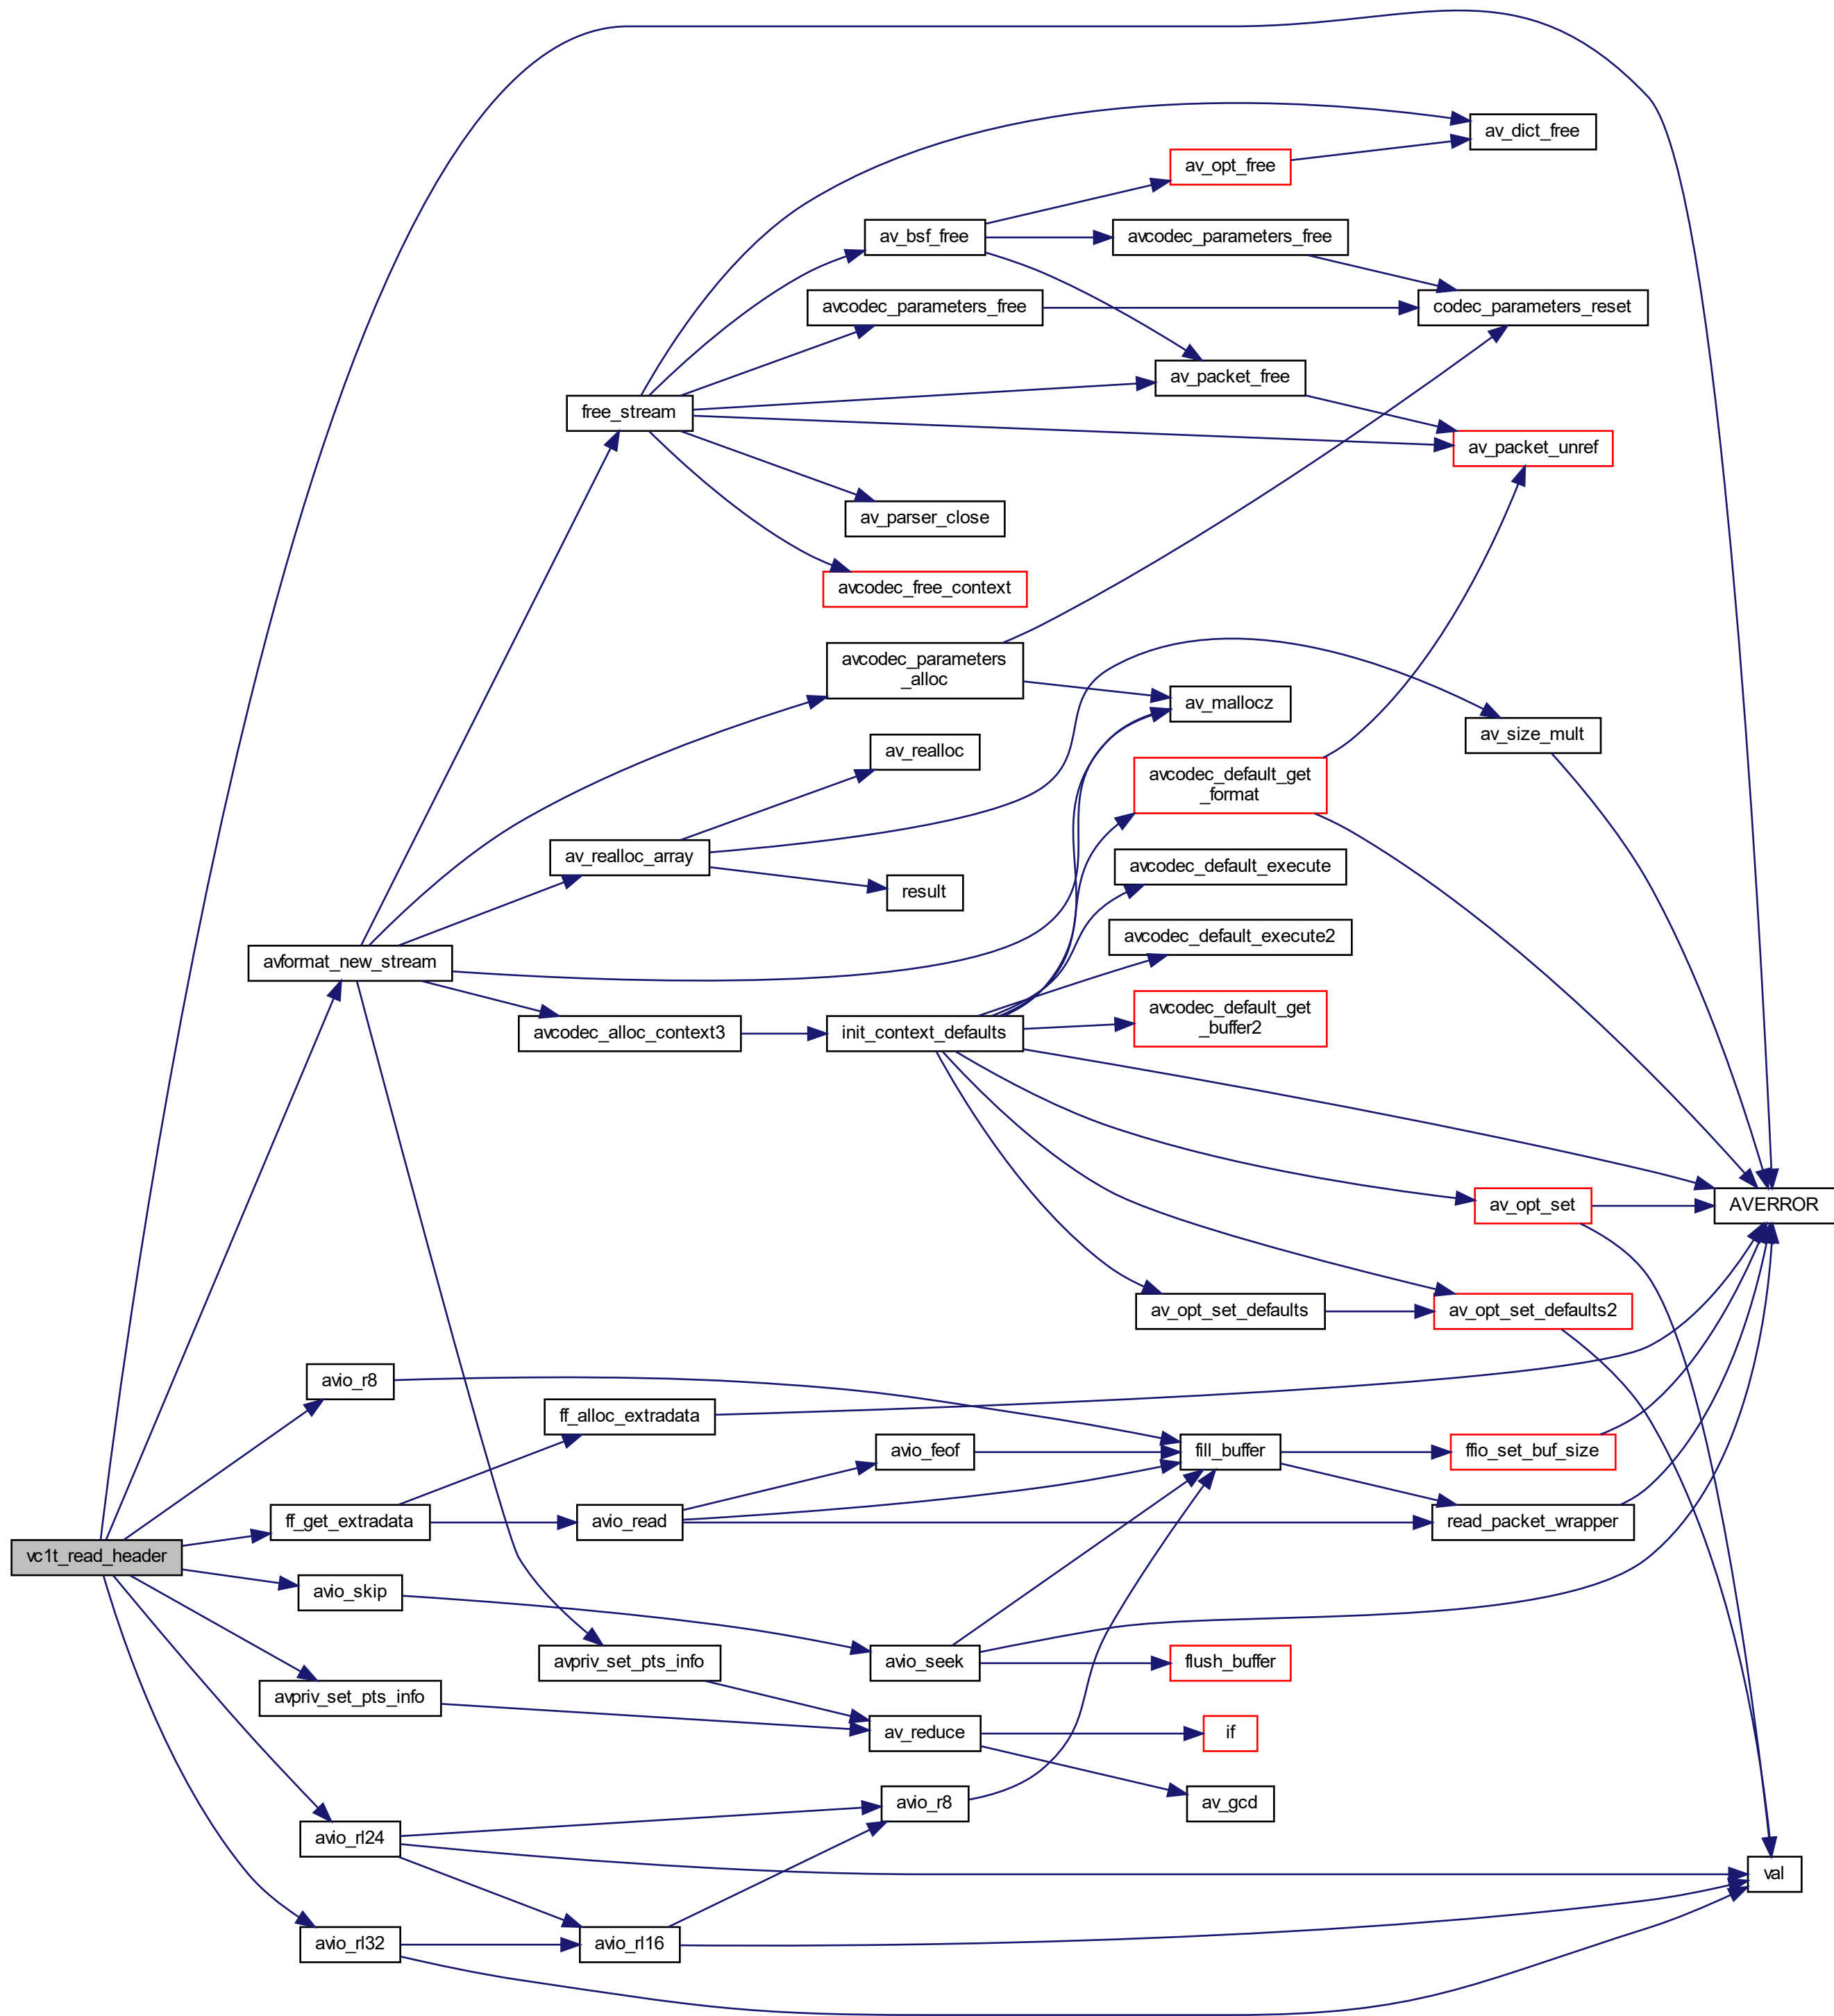 av_dict_free
av_opt_free
av_bsf_free
avcodec_parameters_free
avcodec_parameters_free
codec_parameters_reset
av_packet_free
free_stream
av_packet_unref
av_parser_close
avcodec_free_context
avcodec_parameters
_alloc
av_mallocz
av_size_mult
av_realloc
avcodec_default_get
_format
av_realloc_array
avcodec_default_execute
result
avcodec_default_execute2
avformat_new_stream
avcodec_default_get
_buffer2
avcodec_alloc_context3
init_context_defaults
av_opt_set
AVERROR
av_opt_set_defaults
av_opt_set_defaults2
avio_r8
ff_alloc_extradata
avio_feof
fill_buffer
ffio_set_buf_size
ff_get_extradata
avio_read
read_packet_wrapper
vc1t_read_header
avio_skip
avpriv_set_pts_info
avio_seek
flush_buffer
avpriv_set_pts_info
av_reduce
if
avio_r8
av_gcd
avio_rl24
val
avio_rl32
avio_rl16